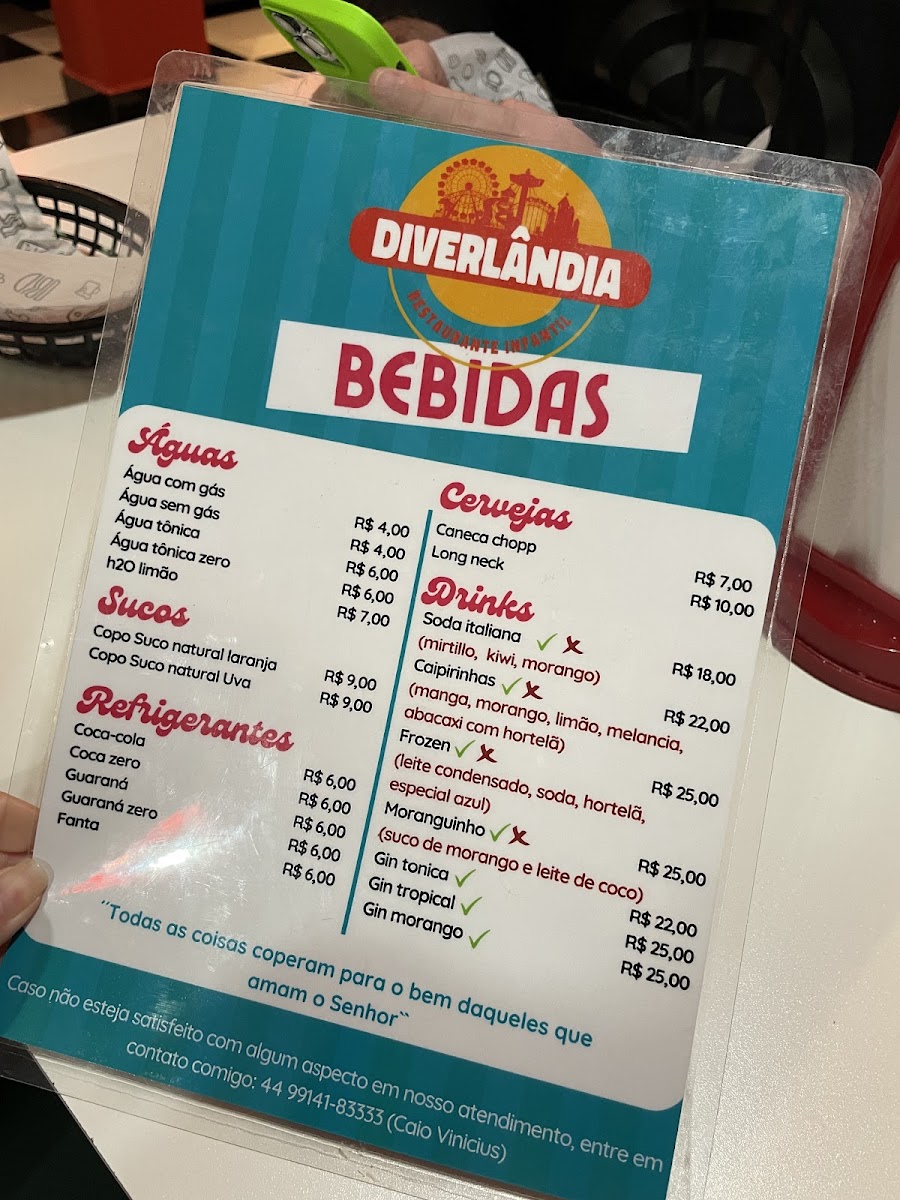 DIVERLÂNDIA
RESTAURANTE INFANTIL
BEBIDAS
Águas
Água com gás R$ 4,00
Água sem gás R$ 4,00
Água tônica R$ 6,00
Água tônica zero R$ 6,00
h2O limão R$ 7,00
Sucos
Copo Suco natural laranja R$ 9,00
Copo Suco natural Uva R$ 9,00
Refrigerantes
Coca-cola R$ 6,00
Coca zero R$ 6,00
Guaraná R$ 6,00
Guaraná zero R$ 6,00
Fanta R$ 6,00
Cervejas
Caneca chopp R$ 7,00
Long neck R$ 10,00
Drinks
Soda italiana ✓ ✗ R$ 18,00
(mirtillo, kiwi, morango)
Caipirinhas ✓ ✗ R$ 22,00
(manga, morango, limão, melancia,
abacaxi com hortelã)
Frozen ✓ ✗ R$ 25,00
(leite condensado, soda, hortelã,
especial azul)
Moranguinho ✓ ✗ R$ 25,00
(suco de morango e leite de coco)
Gin tonica ✓ R$ 22,00
Gin tropical ✓ R$ 25,00
Gin morango ✓ R$ 25,00
´´Todas as coisas coperam para o bem daqueles que
amam o Senhor``
Caso não esteja satisfeito com algum aspecto em nosso atendimento, entre em
contato comigo: 44 99141-83333 (Caio Vinicius)